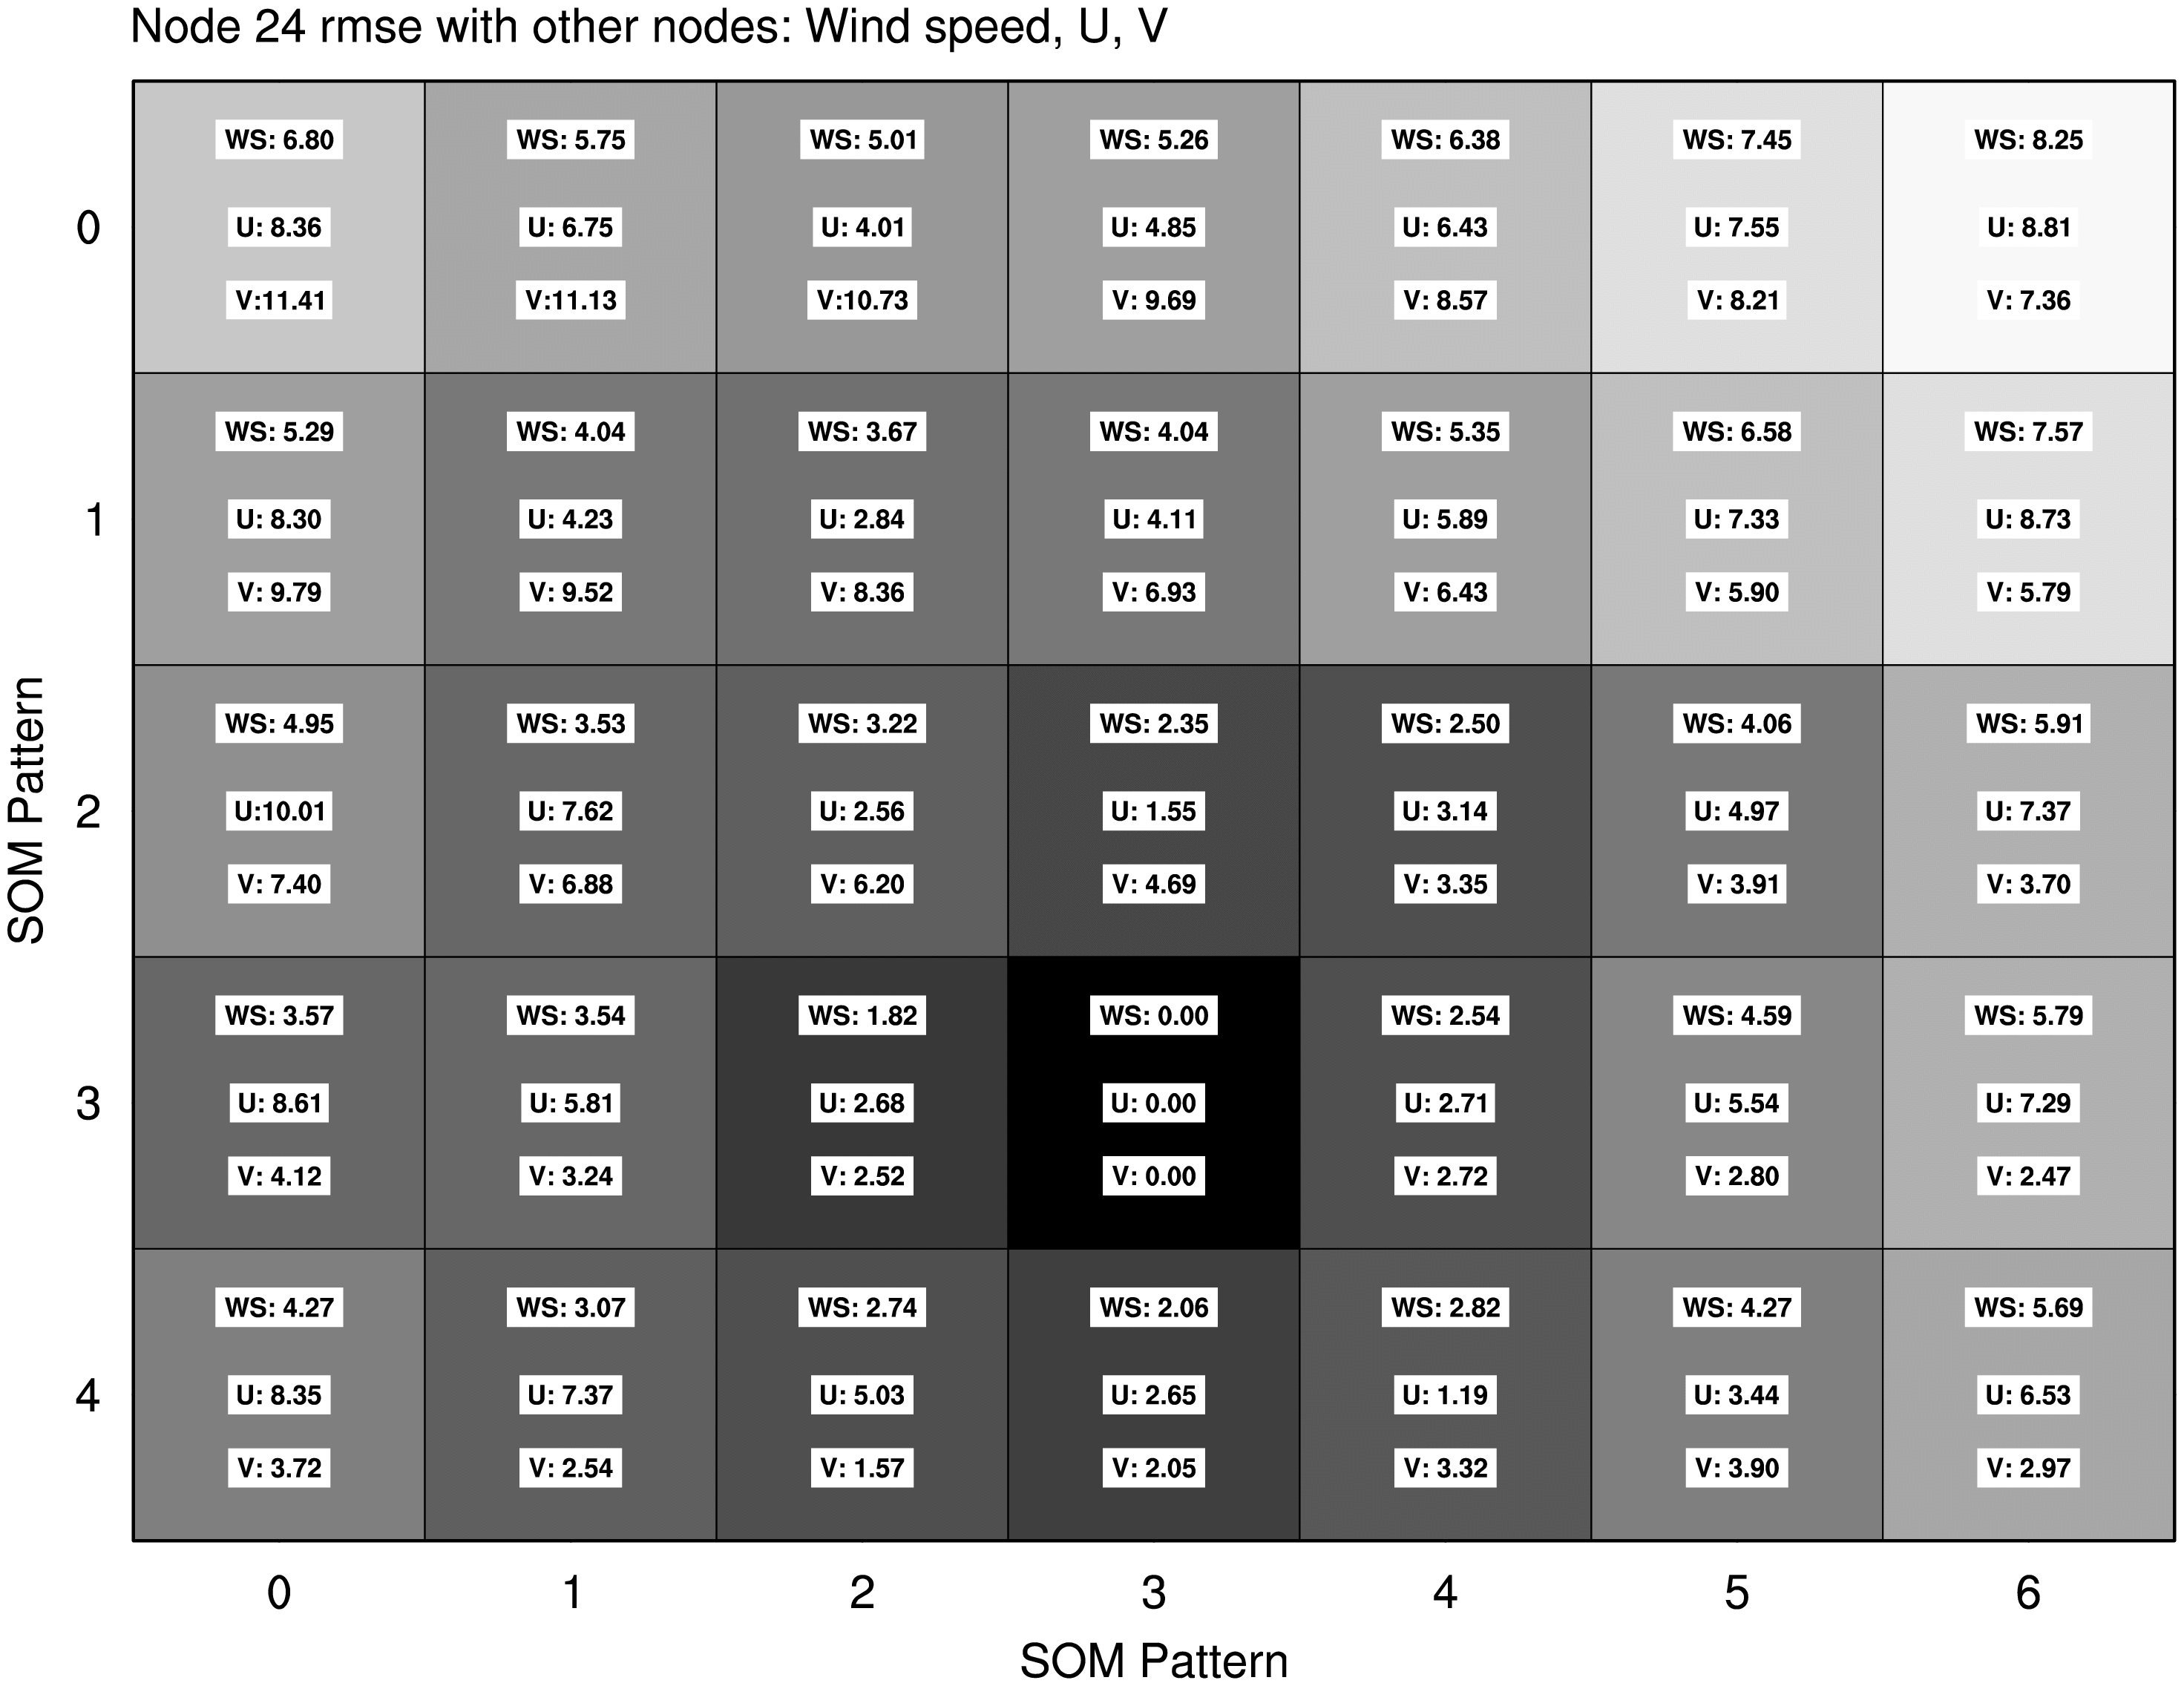 Node 24 rmse with other nodes: Wind speed, U, V
WS: 6.80 WS: 5.75 WS: 5.01 WS: 5.26 WS: 6.38 WS: 7.45 WS: 8.25
0 U: 8.36 U: 6.75 U: 4.01 U: 4.85 U: 6.43 U: 7.55 U: 8.81
V:11.41 V:11.13 V:10.73 V: 9.69 V: 8.57 V: 8.21 V: 7.36
WS: 5.29 WS: 4.04 WS: 3.67 WS: 4.04 WS: 5.35 WS: 6.58 WS: 7.57
1 U: 8.30 U: 4.23 U: 2.84 U: 4.11 U: 5.89 U: 7.33 U: 8.73
V: 9.79 V: 9.52 V: 8.36 V: 6.93 V: 6.43 V: 5.90 V: 5.79
SOM Pattern
WS: 4.95 WS: 3.53 WS: 3.22 WS: 2.35 WS: 2.50 WS: 4.06 WS: 5.91
2 U:10.01 U: 7.62 U: 2.56 U: 1.55 U: 3.14 U: 4.97 U: 7.37
V: 7.40 V: 6.88 V: 6.20 V: 4.69 V: 3.35 V: 3.91 V: 3.70
WS: 3.57 WS: 3.54 WS: 1.82 WS: 0.00 WS: 2.54 WS: 4.59 WS: 5.79
3 U: 8.61 U: 5.81 U: 2.68 U: 0.00 U: 2.71 U: 5.54 U: 7.29
V: 4.12 V: 3.24 V: 2.52 V: 0.00 V: 2.72 V: 2.80 V: 2.47
WS: 4.27 WS: 3.07 WS: 2.74 WS: 2.06 WS: 2.82 WS: 4.27 WS: 5.69
4 U: 8.35 U: 7.37 U: 5.03 U: 2.65 U: 1.19 U: 3.44 U: 6.53
V: 3.72 V: 2.54 V: 1.57 V: 2.05 V: 3.32 V: 3.90 V: 2.97
0 1 2 3 4 5 6
SOM Pattern